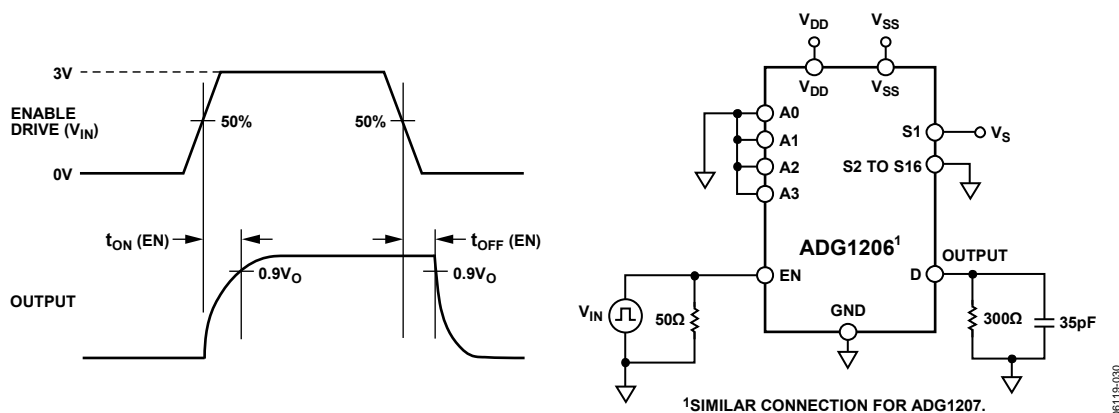 3V
ENABLE
DRIVE (VIN)
50%
50%
0V
tON (EN)
tOFF (EN)
0.9VO
0.9VO
OUTPUT
VDD
VSS
VDD
VSS
A0
A1
A2
A3
S1
VS
S2 TO S16
ADG1206¹
OUTPUT
EN
D
VIN
50Ω
GND
300Ω
35pF
¹SIMILAR CONNECTION FOR ADG1207.
06119-030